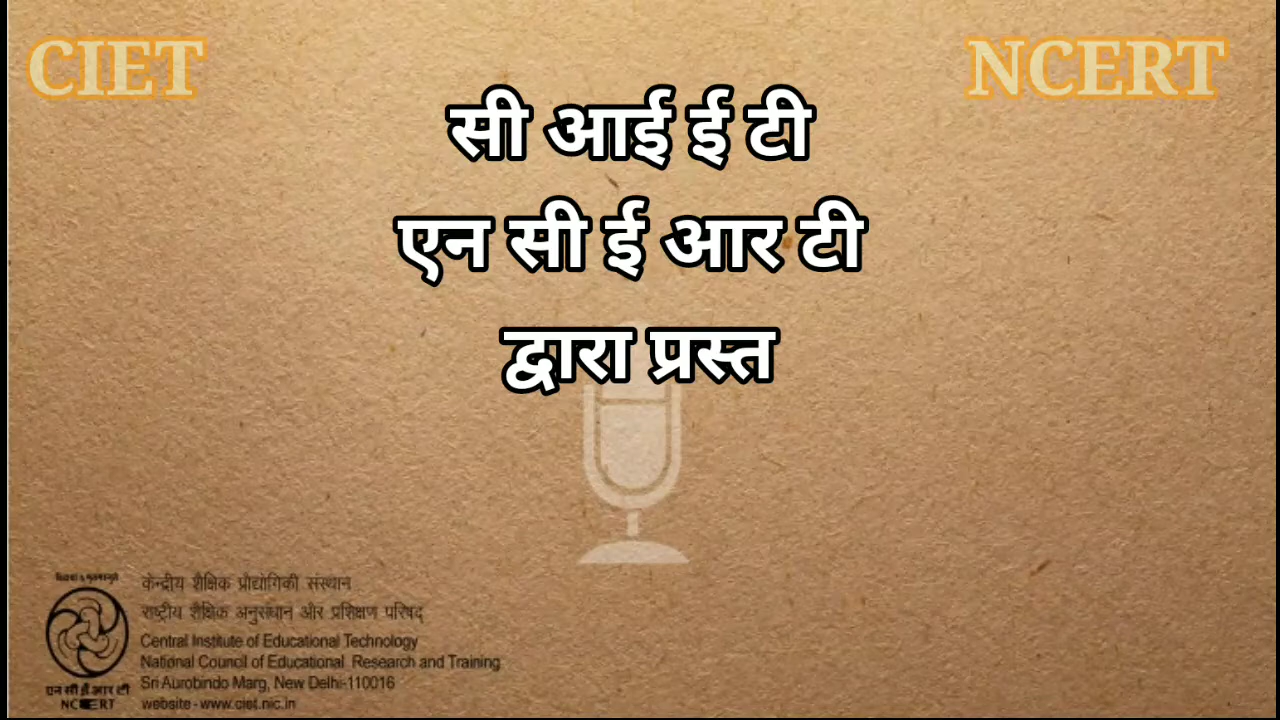 CIET
NCERT
सी आई ई टी
एन सी ई आर टी
द्वारा प्रस्त
केन्द्रीय शैक्षिक प्रौद्योगिकी संस्थान
राष्ट्रीय शैक्षिक अनुसंधान और प्रशिक्षण परिषद्
Central Institute of Educational Technology
National Council of Educational Research and Training
Sri Aurobindo Marg, New Delhi-110016
website - www.ciet.nic.in
एन सी ई आर टी
NCERT